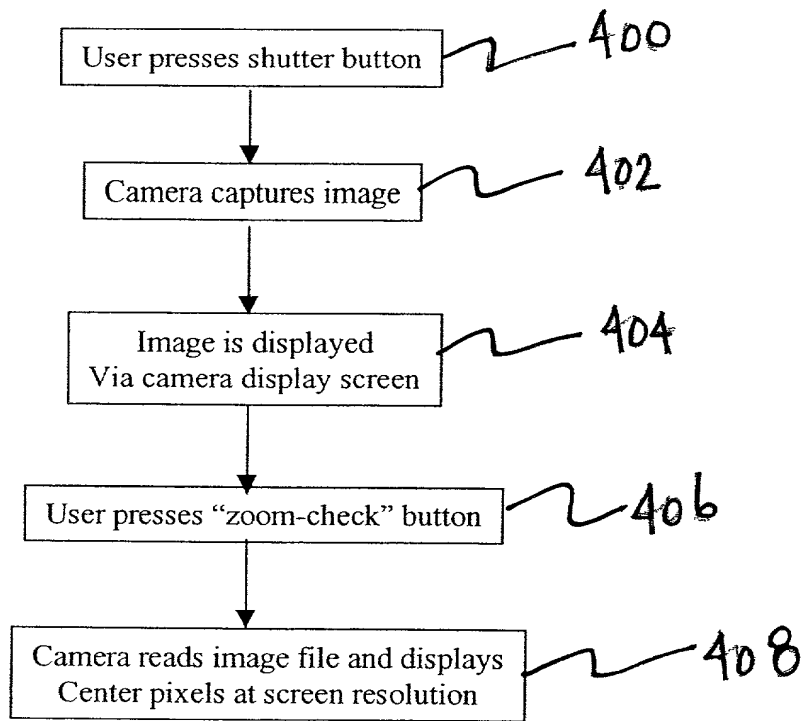 User presses shutter button
400
Camera captures image
402
Image is displayed
Via camera display screen
404
User presses “zoom-check” button
406
Camera reads image file and displays
Center pixels at screen resolution
408